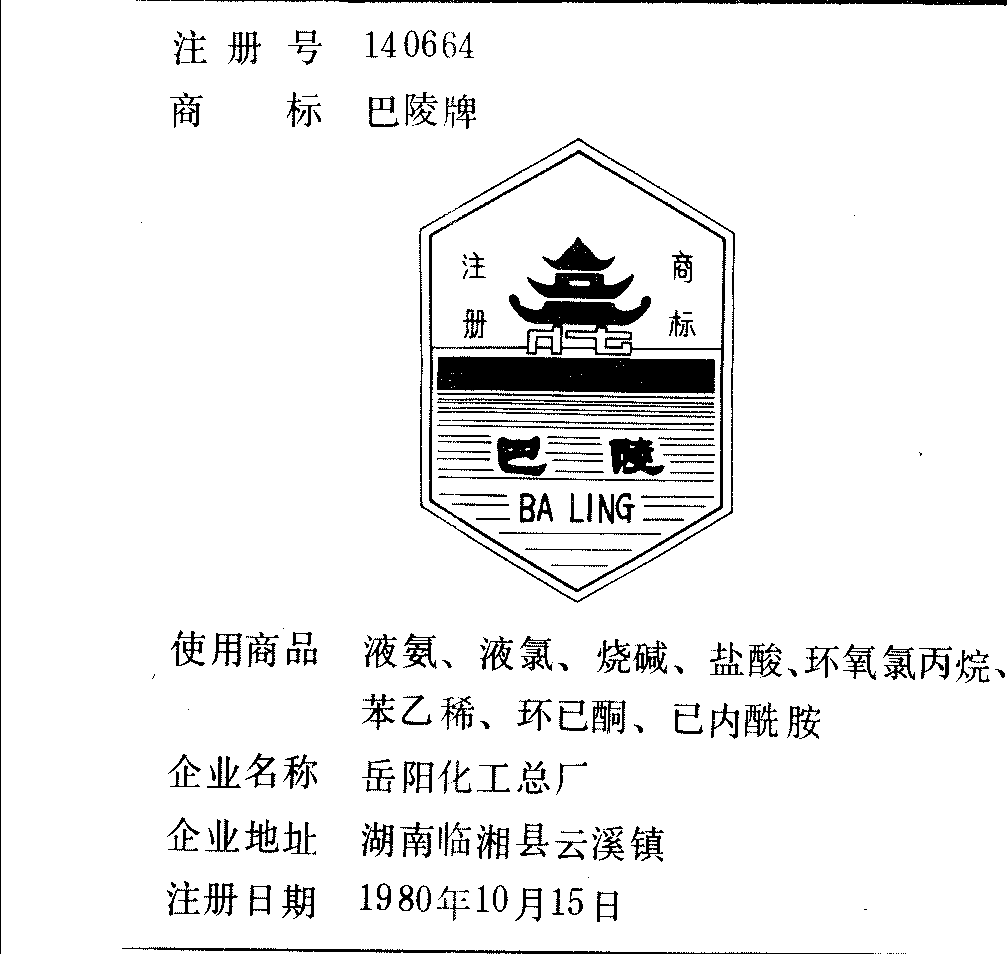 注册号 140664
商标 巴陵牌
注册 商标
巴陵
BA LING
使用商品 液氨、液氯、烧碱、盐酸、环氧氯丙烷、
苯乙稀、环已酮、已内酰胺
企业名称 岳阳化工总厂
企业地址 湖南临湘县云溪镇
注册日期 1980年10月15日